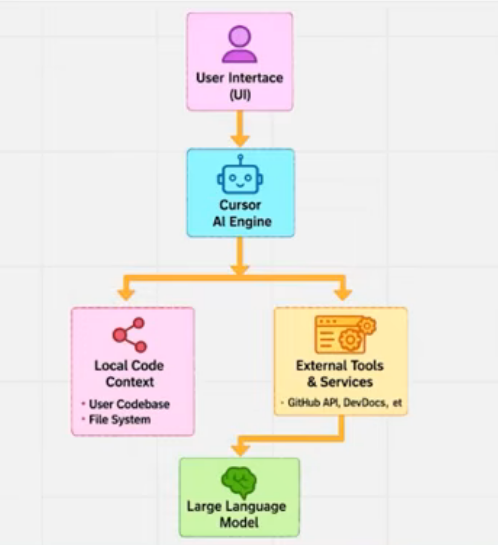 User Intertace
(UI)
Cursor
AI Engine
Local Code
Context
• User Codebase
• File System
External Tools
& Services
• GitHub API, DevDocs, et
Large Language
Model